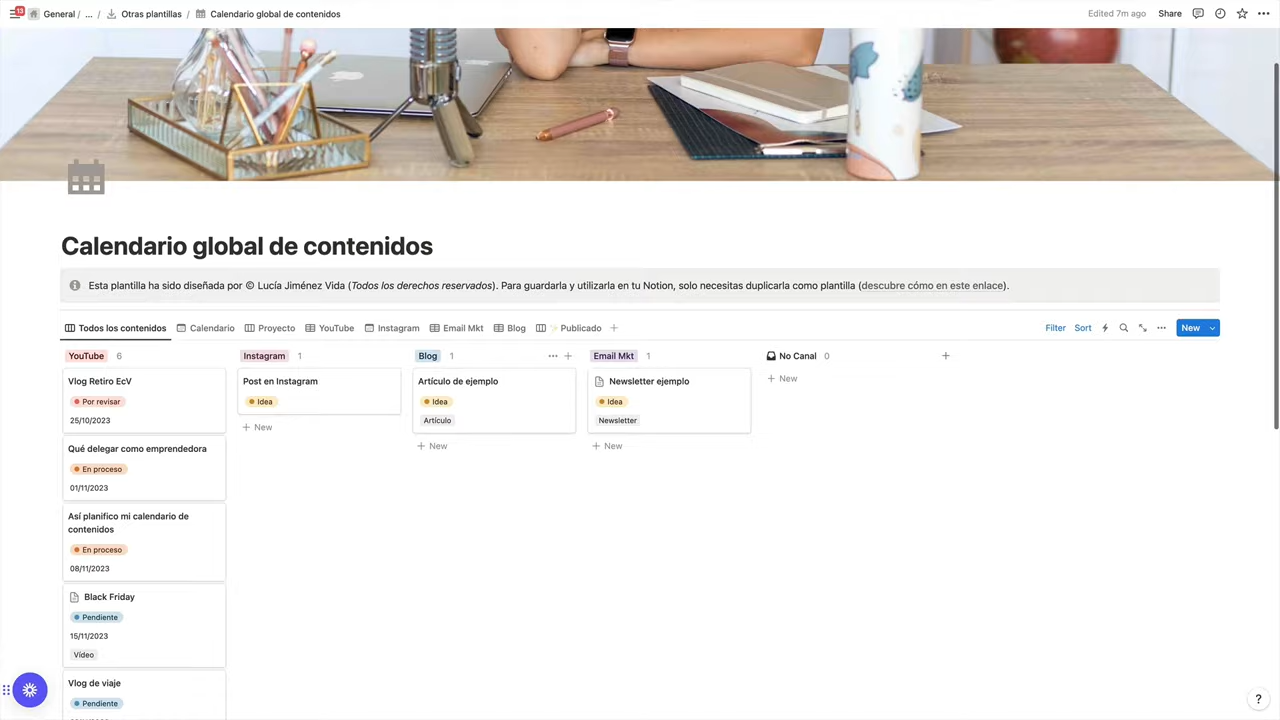 13
General / ... / Otras plantillas / Calendario global de contenidos
Edited 7m ago Share
Calendario global de contenidos
Esta plantilla ha sido diseñada por © Lucía Jiménez Vida (Todos los derechos reservados). Para guardarla y utilizarla en tu Notion, solo necesitas duplicarla como plantilla (descubre cómo en este enlace).
Todos los contenidos Calendario Proyecto YouTube Instagram Email Mkt Blog ✨ Publicado +
Filter Sort New
YouTube 6
Vlog Retiro EcV
Por revisar
25/10/2023
Qué delegar como emprendedora
En proceso
01/11/2023
Así planifico mi calendario de
contenidos
En proceso
08/11/2023
Black Friday
Pendiente
15/11/2023
Vídeo
Vlog de viaje
Pendiente
Instagram 1
Post en Instagram
Idea
+ New
Blog 1
Artículo de ejemplo
Idea
Artículo
+ New
Email Mkt 1
Newsletter ejemplo
Idea
Newsletter
+ New
No Canal 0
+ New
?